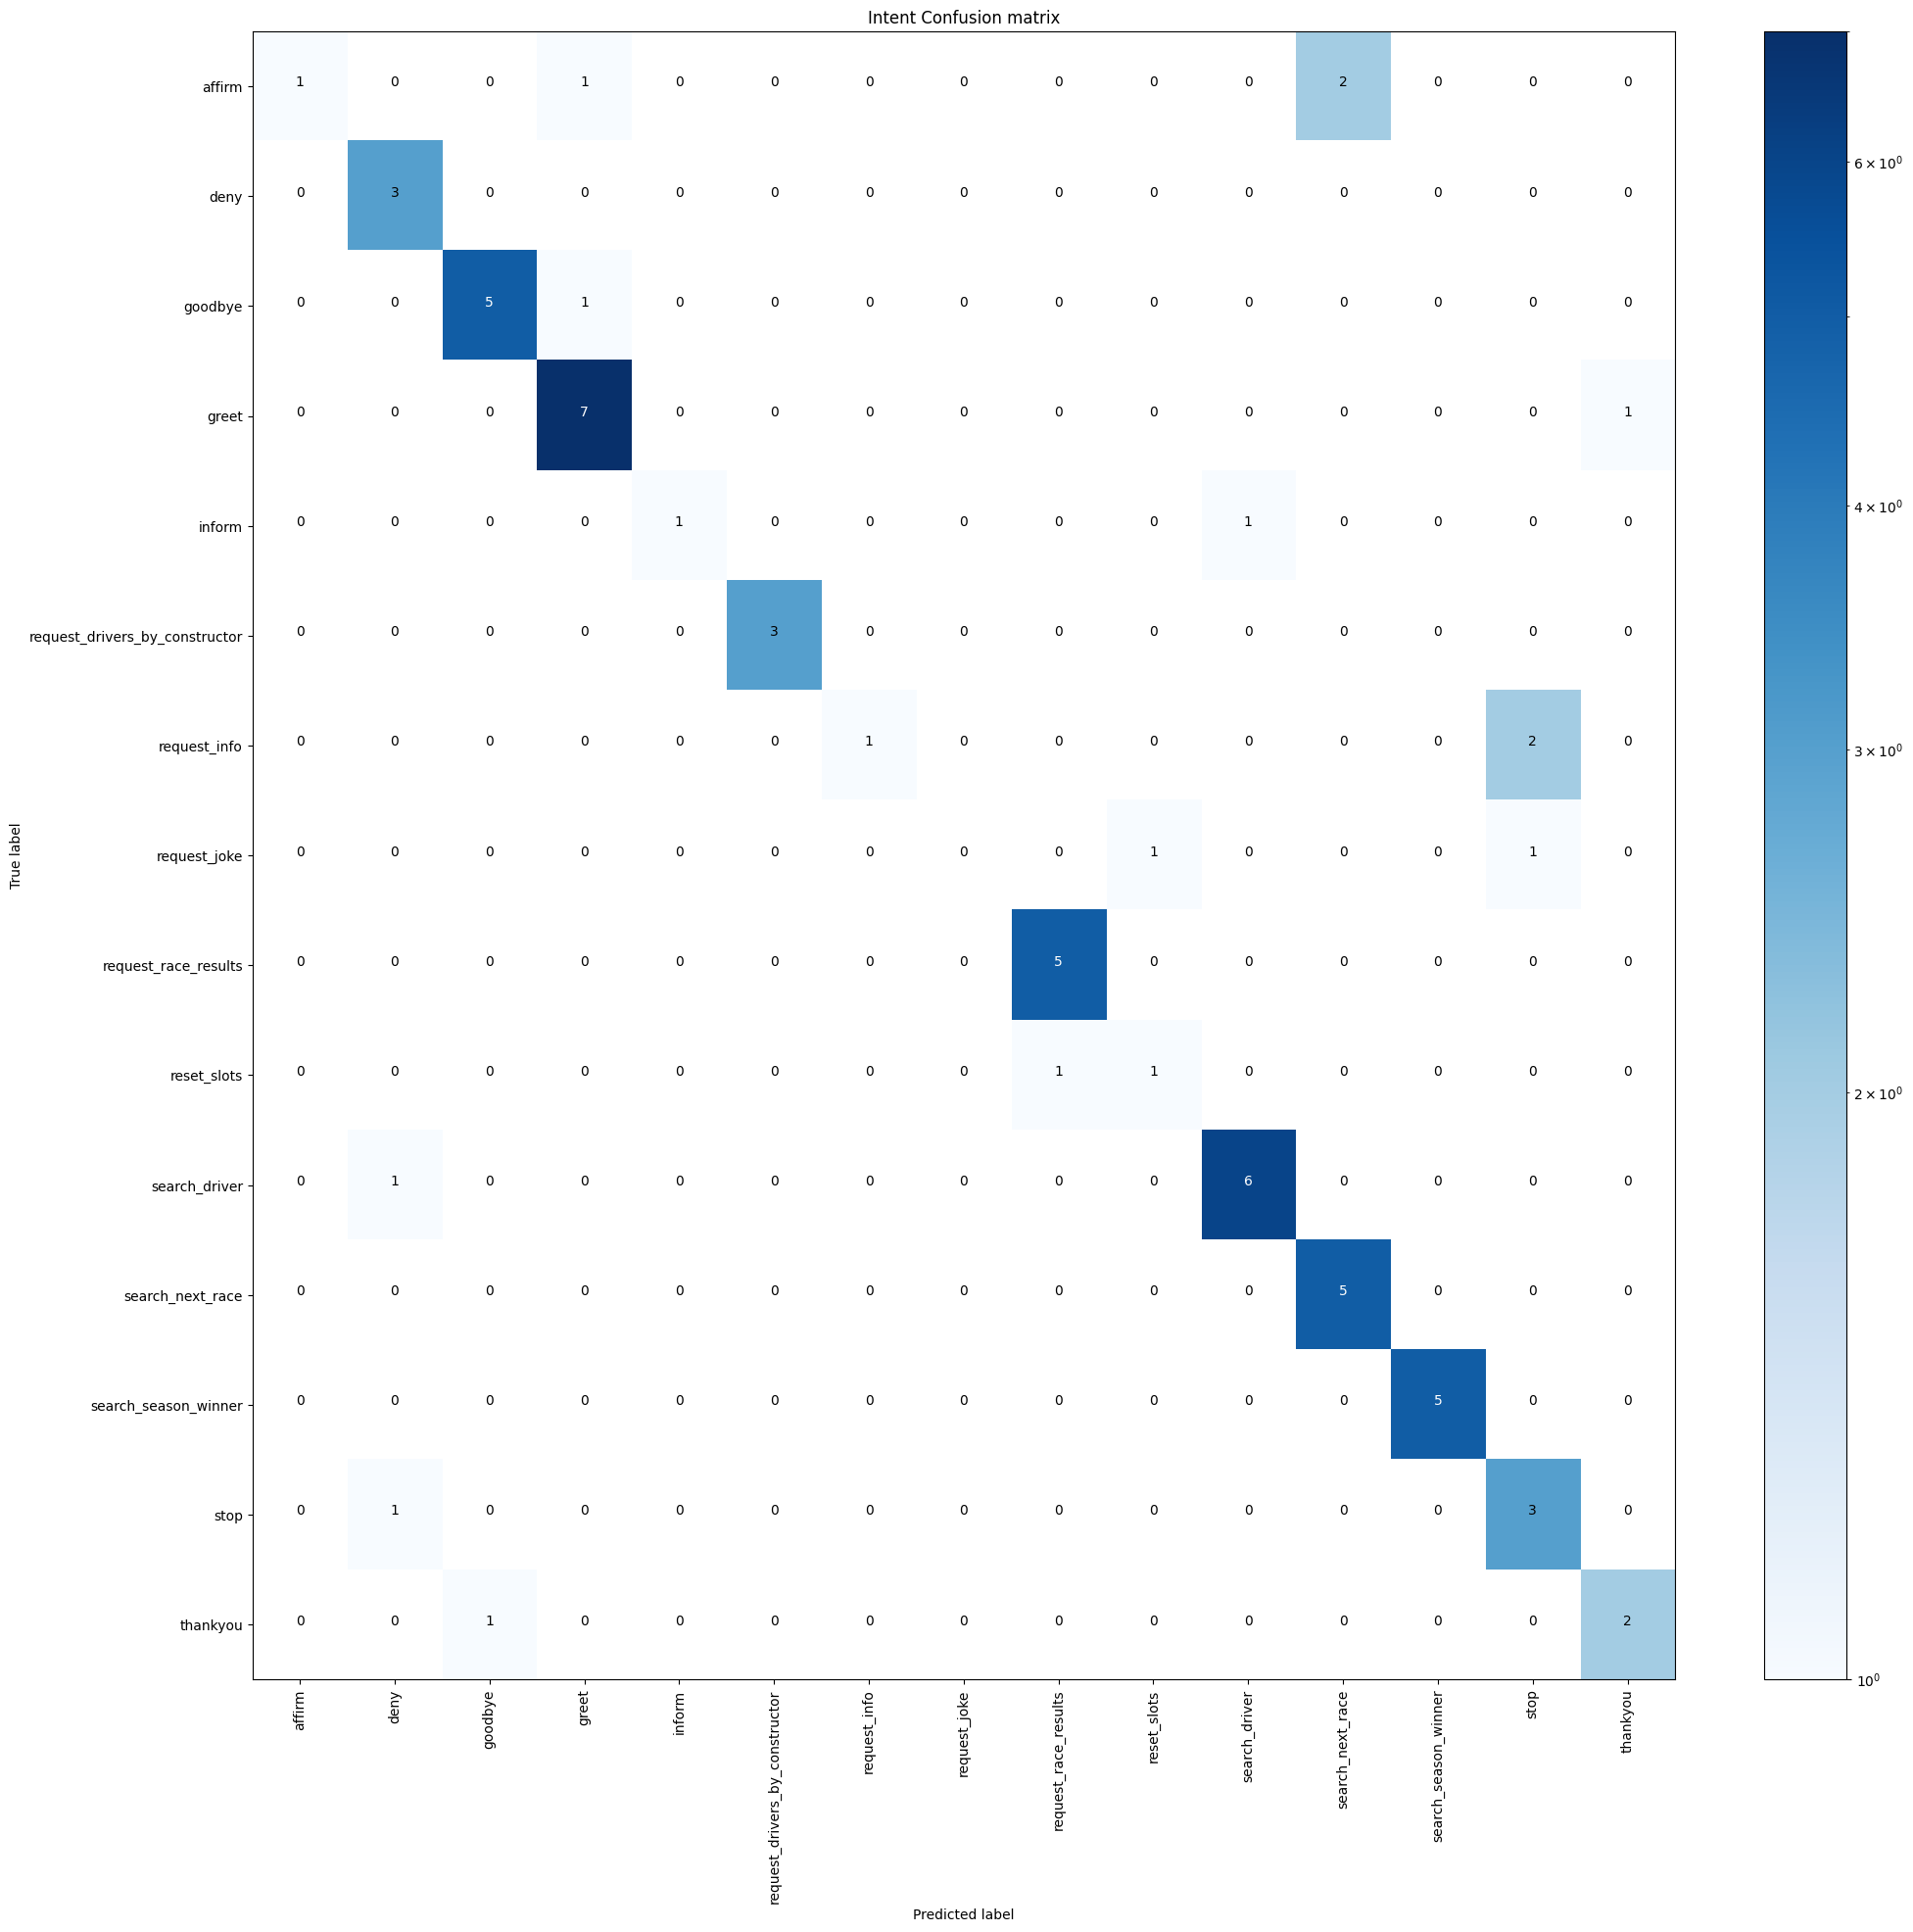 Intent Confusion matrix
True label
affirm 1 0 0 1 0 0 0 0 0 0 0 2 0 0 0
deny 0 3 0 0 0 0 0 0 0 0 0 0 0 0 0
goodbye 0 0 5 1 0 0 0 0 0 0 0 0 0 0 0
greet 0 0 0 7 0 0 0 0 0 0 0 0 0 0 1
inform 0 0 0 0 1 0 0 0 0 0 1 0 0 0 0
request_drivers_by_constructor 0 0 0 0 0 3 0 0 0 0 0 0 0 0 0
request_info 0 0 0 0 0 0 1 0 0 0 0 0 0 2 0
request_joke 0 0 0 0 0 0 0 0 0 1 0 0 0 1 0
request_race_results 0 0 0 0 0 0 0 0 5 0 0 0 0 0 0
reset_slots 0 0 0 0 0 0 0 0 1 1 0 0 0 0 0
search_driver 0 1 0 0 0 0 0 0 0 0 6 0 0 0 0
search_next_race 0 0 0 0 0 0 0 0 0 0 0 5 0 0 0
search_season_winner 0 0 0 0 0 0 0 0 0 0 0 0 5 0 0
stop 0 1 0 0 0 0 0 0 0 0 0 0 0 3 0
thankyou 0 0 1 0 0 0 0 0 0 0 0 0 0 0 2
affirm
deny
goodbye
greet
inform
request_drivers_by_constructor
request_info
request_joke
request_race_results
reset_slots
search_driver
search_next_race
search_season_winner
stop
thankyou
Predicted label
6 × 10⁰
4 × 10⁰
3 × 10⁰
2 × 10⁰
10⁰